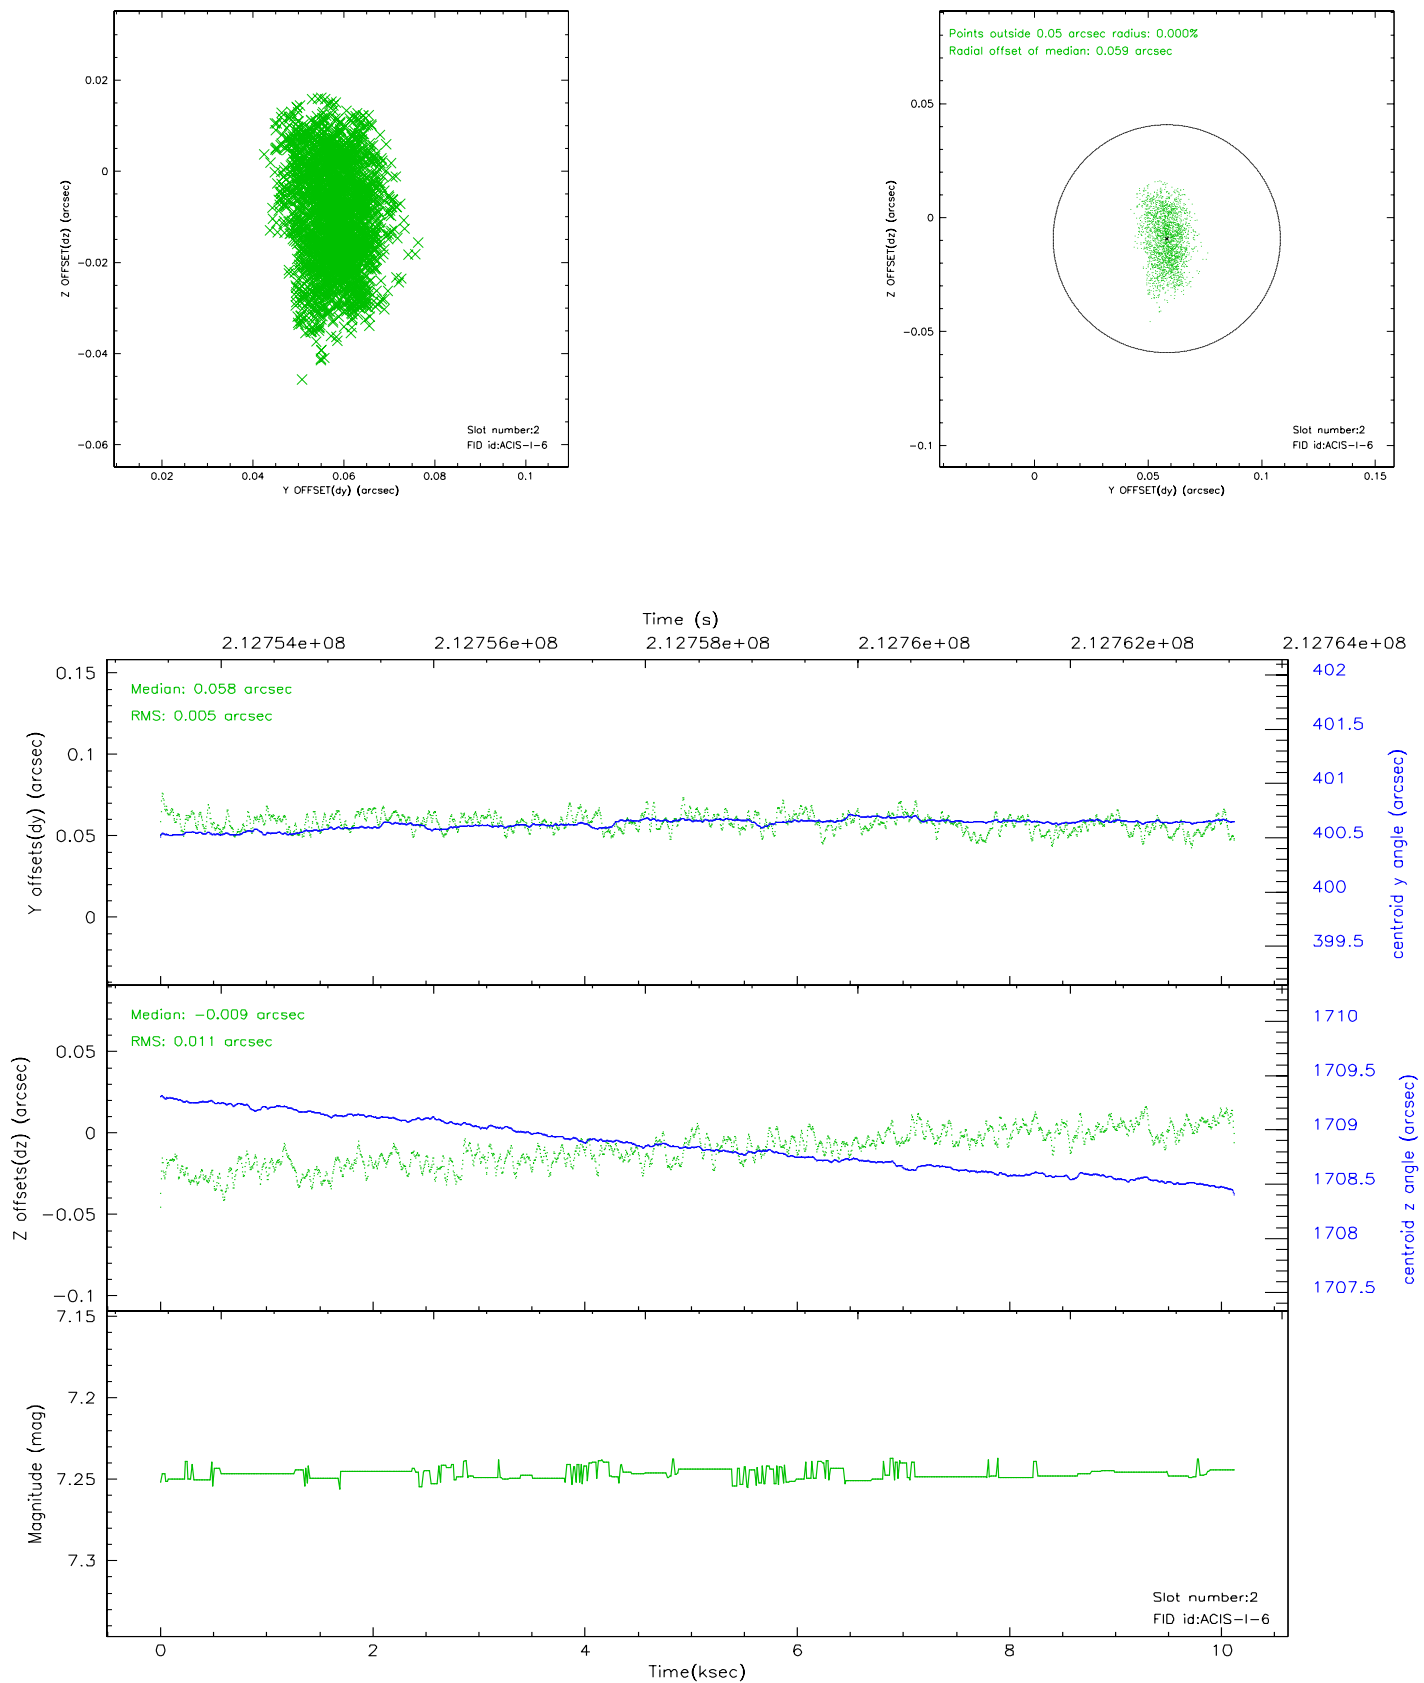 0.02
0
−0.02
−0.04
−0.06
Z OFFSET(dz) (arcsec)
Slot number:2
FID id:ACIS−I−6
0.02
0.04
0.06
0.08
0.1
Y OFFSET(dy) (arcsec)
Points outside 0.05 arcsec radius: 0.000%
Radial offset of median: 0.059 arcsec
0.05
0
−0.05
−0.1
Z OFFSET(dz) (arcsec)
Slot number:2
FID id:ACIS−I−6
0
0.05
0.1
0.15
Y OFFSET(dy) (arcsec)
Time (s)
2.12754e+08
2.12756e+08
2.12758e+08
2.1276e+08
2.12762e+08
2.12764e+08
Median: 0.058 arcsec
RMS: 0.005 arcsec
0.15
0.1
0.05
0
Y offsets(dy) (arcsec)
402
401.5
401
400.5
400
399.5
centroid y angle (arcsec)
Median: −0.009 arcsec
RMS: 0.011 arcsec
0.05
0
−0.05
−0.1
Z offsets(dz) (arcsec)
1710
1709.5
1709
1708.5
1708
1707.5
centroid z angle (arcsec)
7.15
7.2
7.25
7.3
Magnitude (mag)
Slot number:2
FID id:ACIS−I−6
0
2
4
6
8
10
Time(ksec)